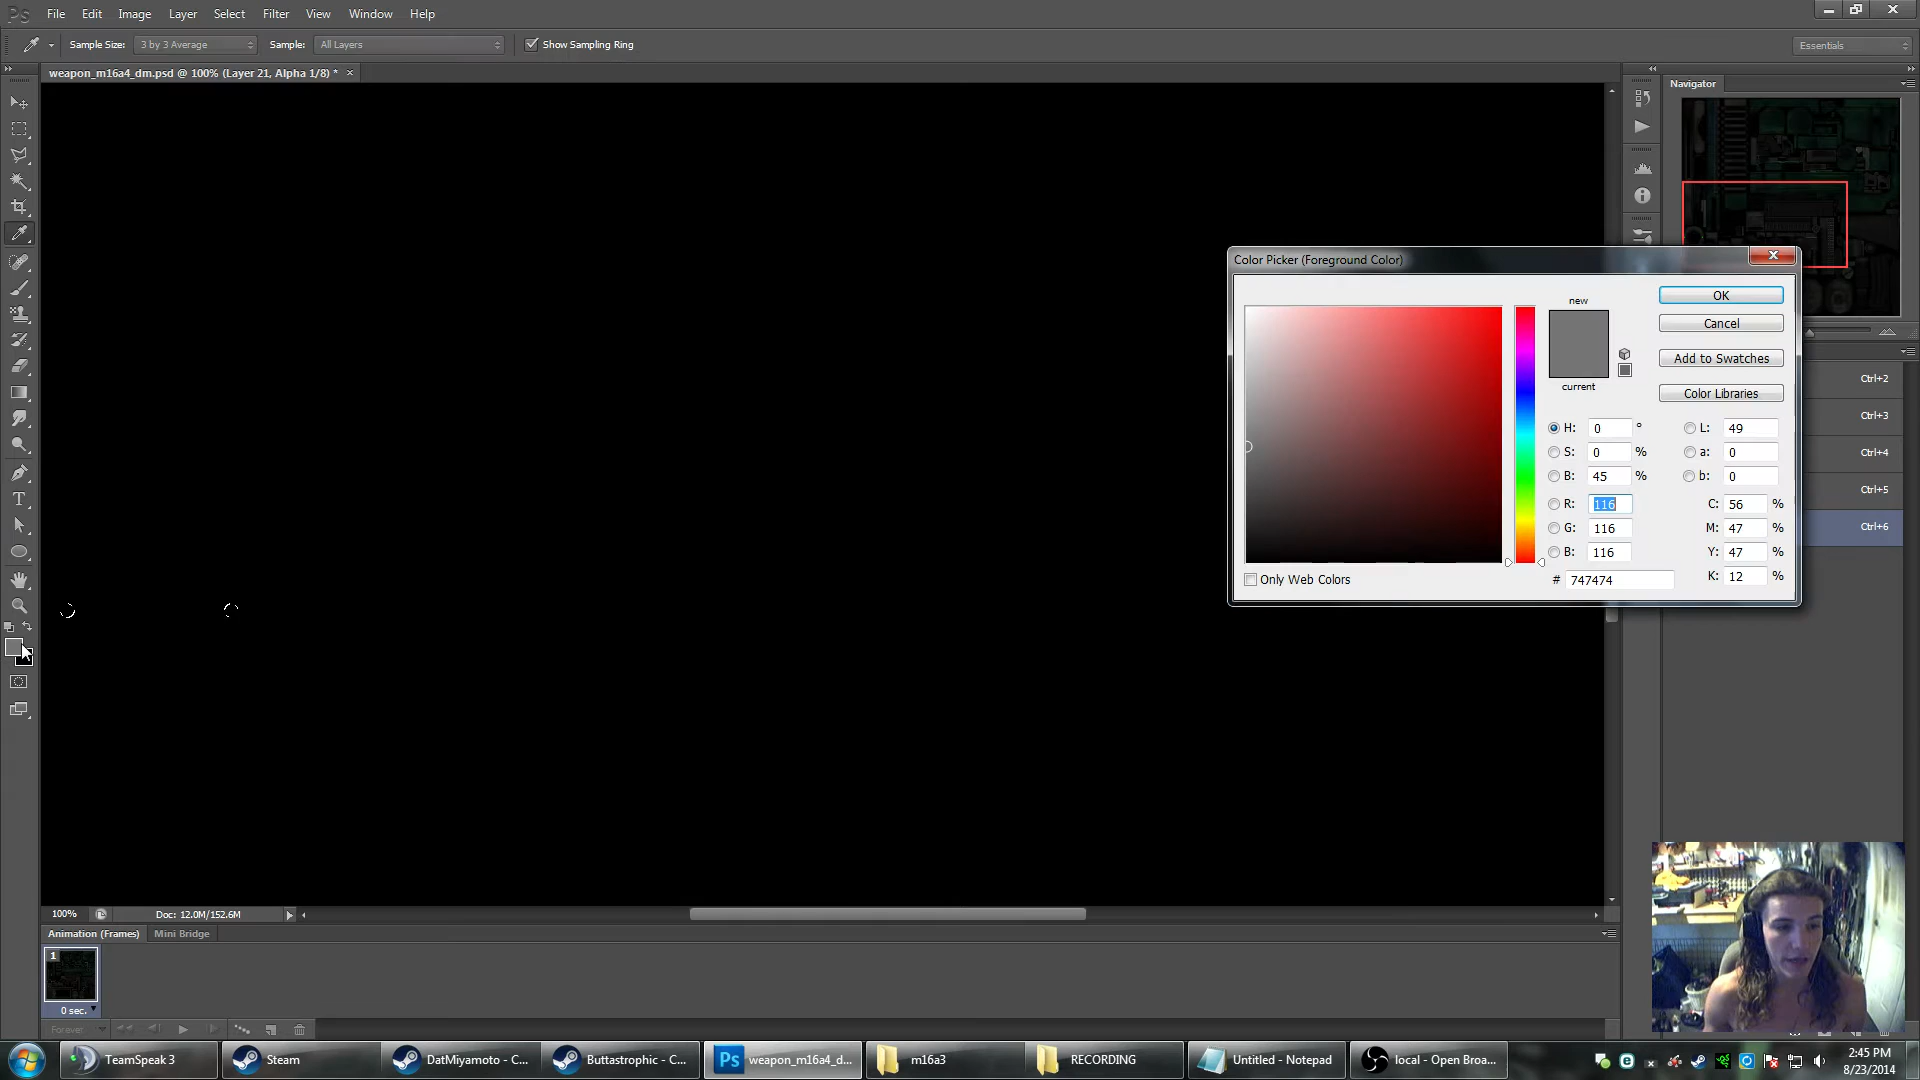 Ps File Edit Image Layer Select Filter View Window Help
Sample Size: 3 by 3 Average Sample: All Layers Show Sampling Ring Essentials
weapon_m16a4_dm.psd @ 100% (Layer 21, Alpha 1/8) *
Navigator
Color Picker (Foreground Color)
new
OK
Cancel
Add to Swatches
current
Color Libraries
H: 0 ° L: 49
S: 0 % a: 0
B: 45 % b: 0
R: 116 C: 56 %
G: 116 M: 47 %
B: 116 Y: 47 %
# 747474 K: 12 %
Only Web Colors
Ctrl+2
Ctrl+3
Ctrl+4
Ctrl+5
Ctrl+6
T
100% Doc: 12.0M/152.6M
Animation (Frames) Mini Bridge
1
0 sec.
Forever
TeamSpeak 3
Steam
DatMiyamoto - C...
Buttastrophic - C...
Ps weapon_m16a4_d...
m16a3
RECORDING
Untitled - Notepad
local - Open Broa...
2:45 PM
8/23/2014